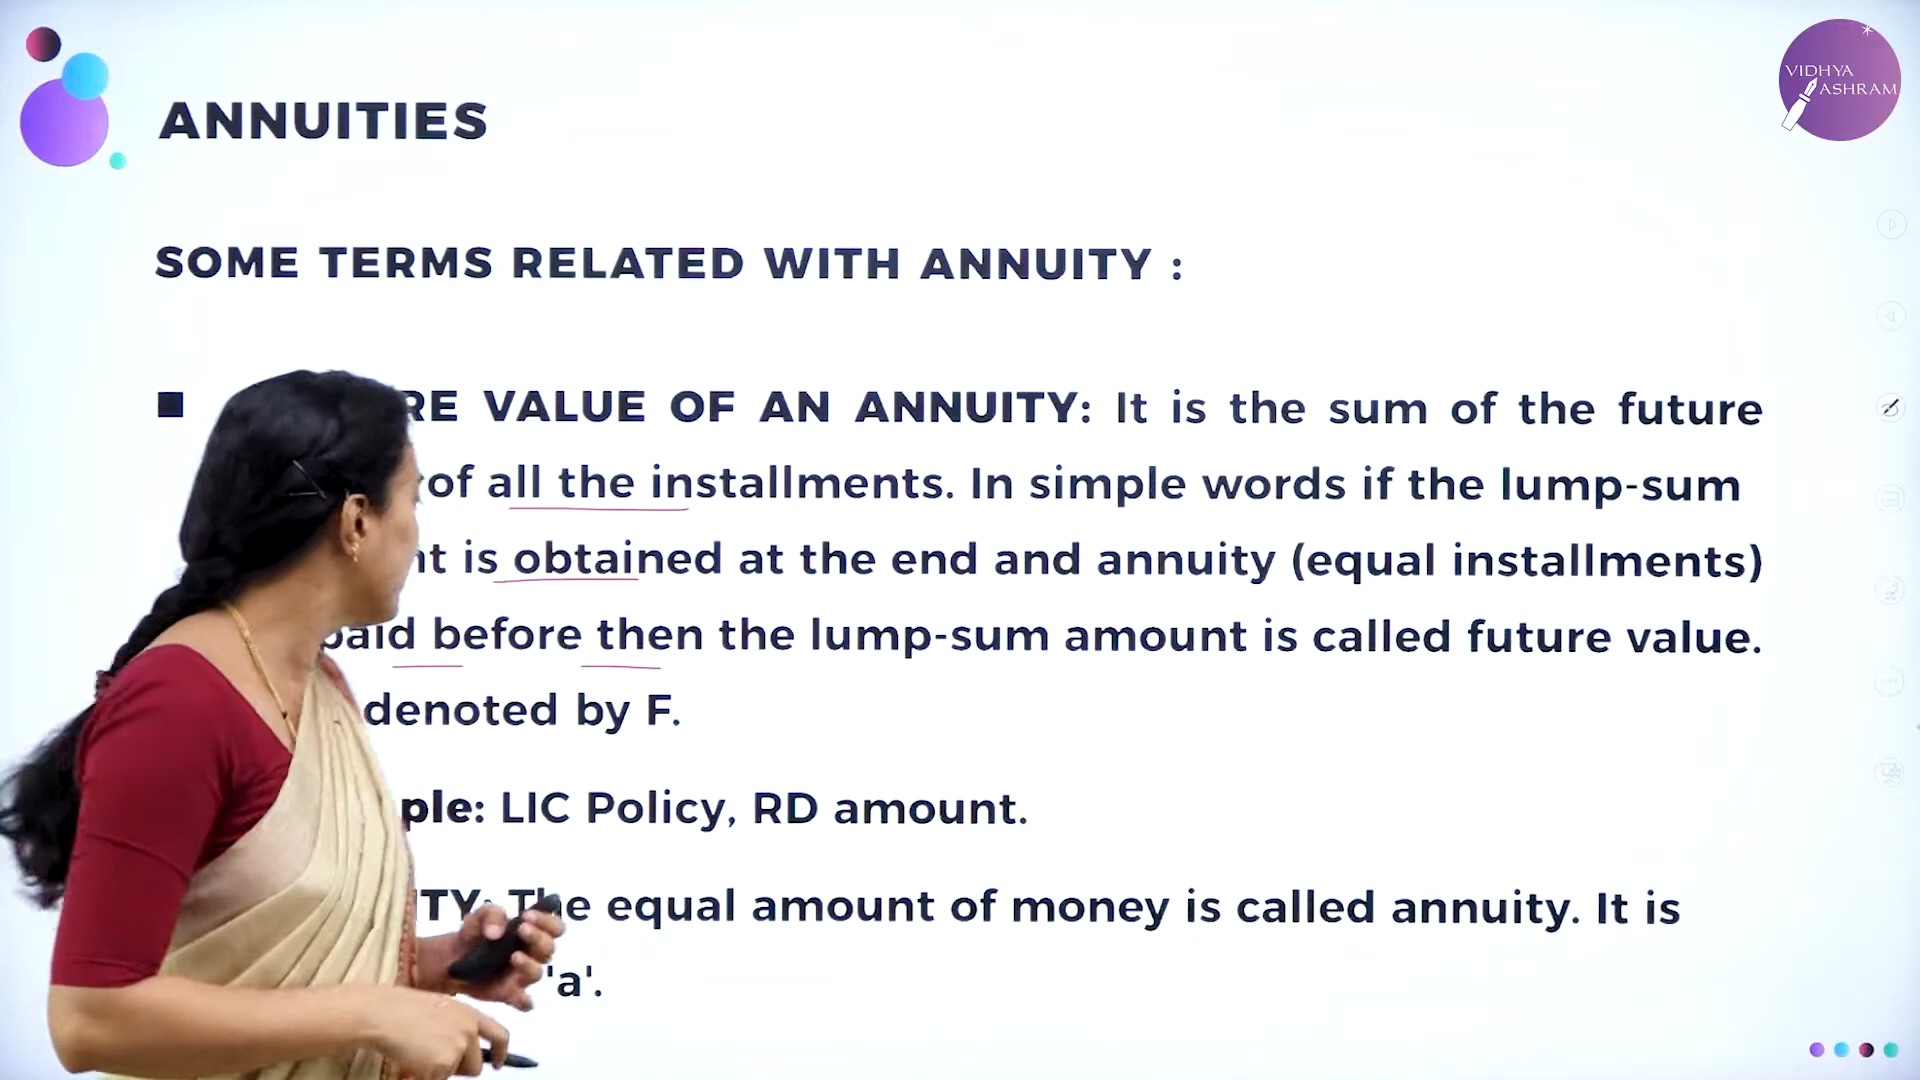 VIDHYA
ASHRAM
ANNUITIES
SOME TERMS RELATED WITH ANNUITY :
RE VALUE OF AN ANNUITY: It is the sum of the future
of all the installments. In simple words if the lump-sum
nt is obtained at the end and annuity (equal installments)
paid before then the lump-sum amount is called future value.
denoted by F.
ple: LIC Policy, RD amount.
ITY: The equal amount of money is called annuity. It is
'a'.